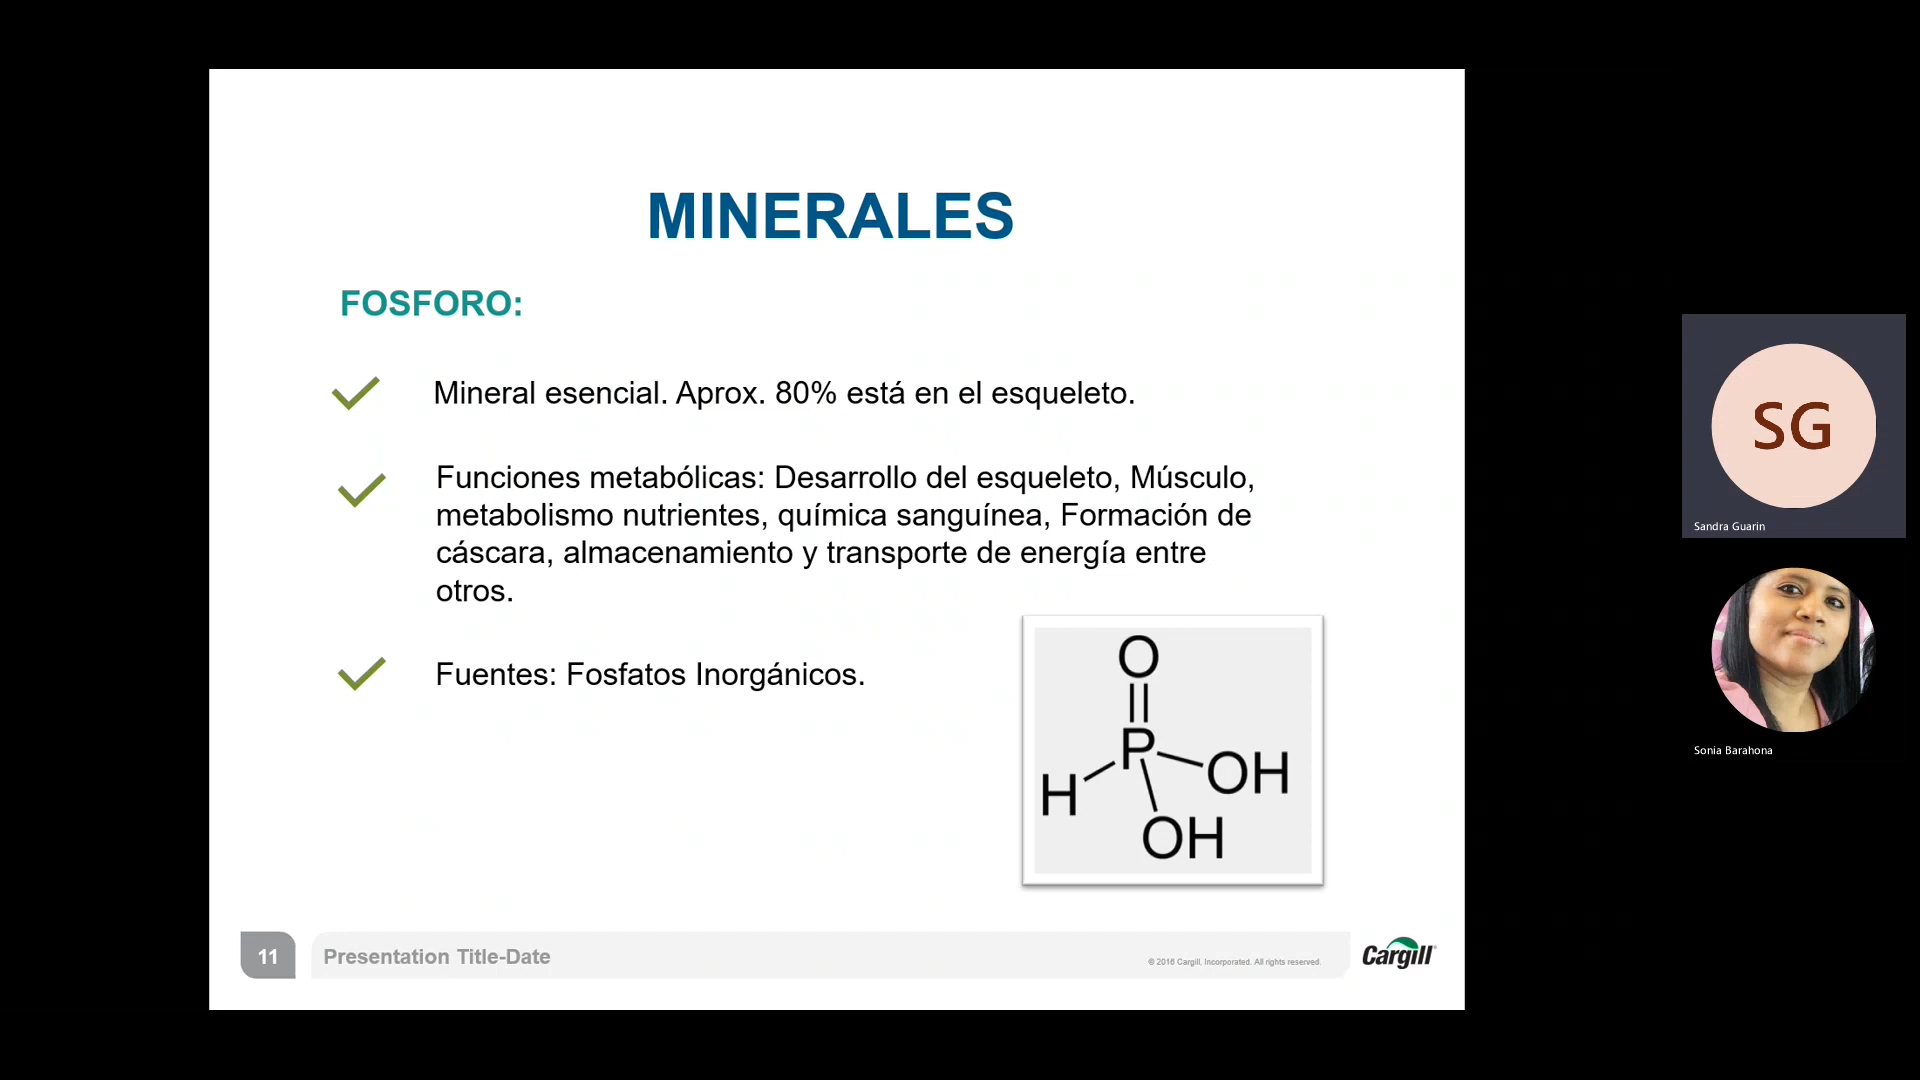 MINERALES
FOSFORO:
Mineral esencial. Aprox. 80% está en el esqueleto.
Funciones metabólicas: Desarrollo del esqueleto, Músculo,
metabolismo nutrientes, química sanguínea, Formación de
cáscara, almacenamiento y transporte de energía entre
otros.
Fuentes: Fosfatos Inorgánicos.
O
P
H
OH
OH
11
Presentation Title-Date
© 2016 Cargill, Incorporated. All rights reserved.
Cargill
SG
Sandra Guarin
Sonia Barahona